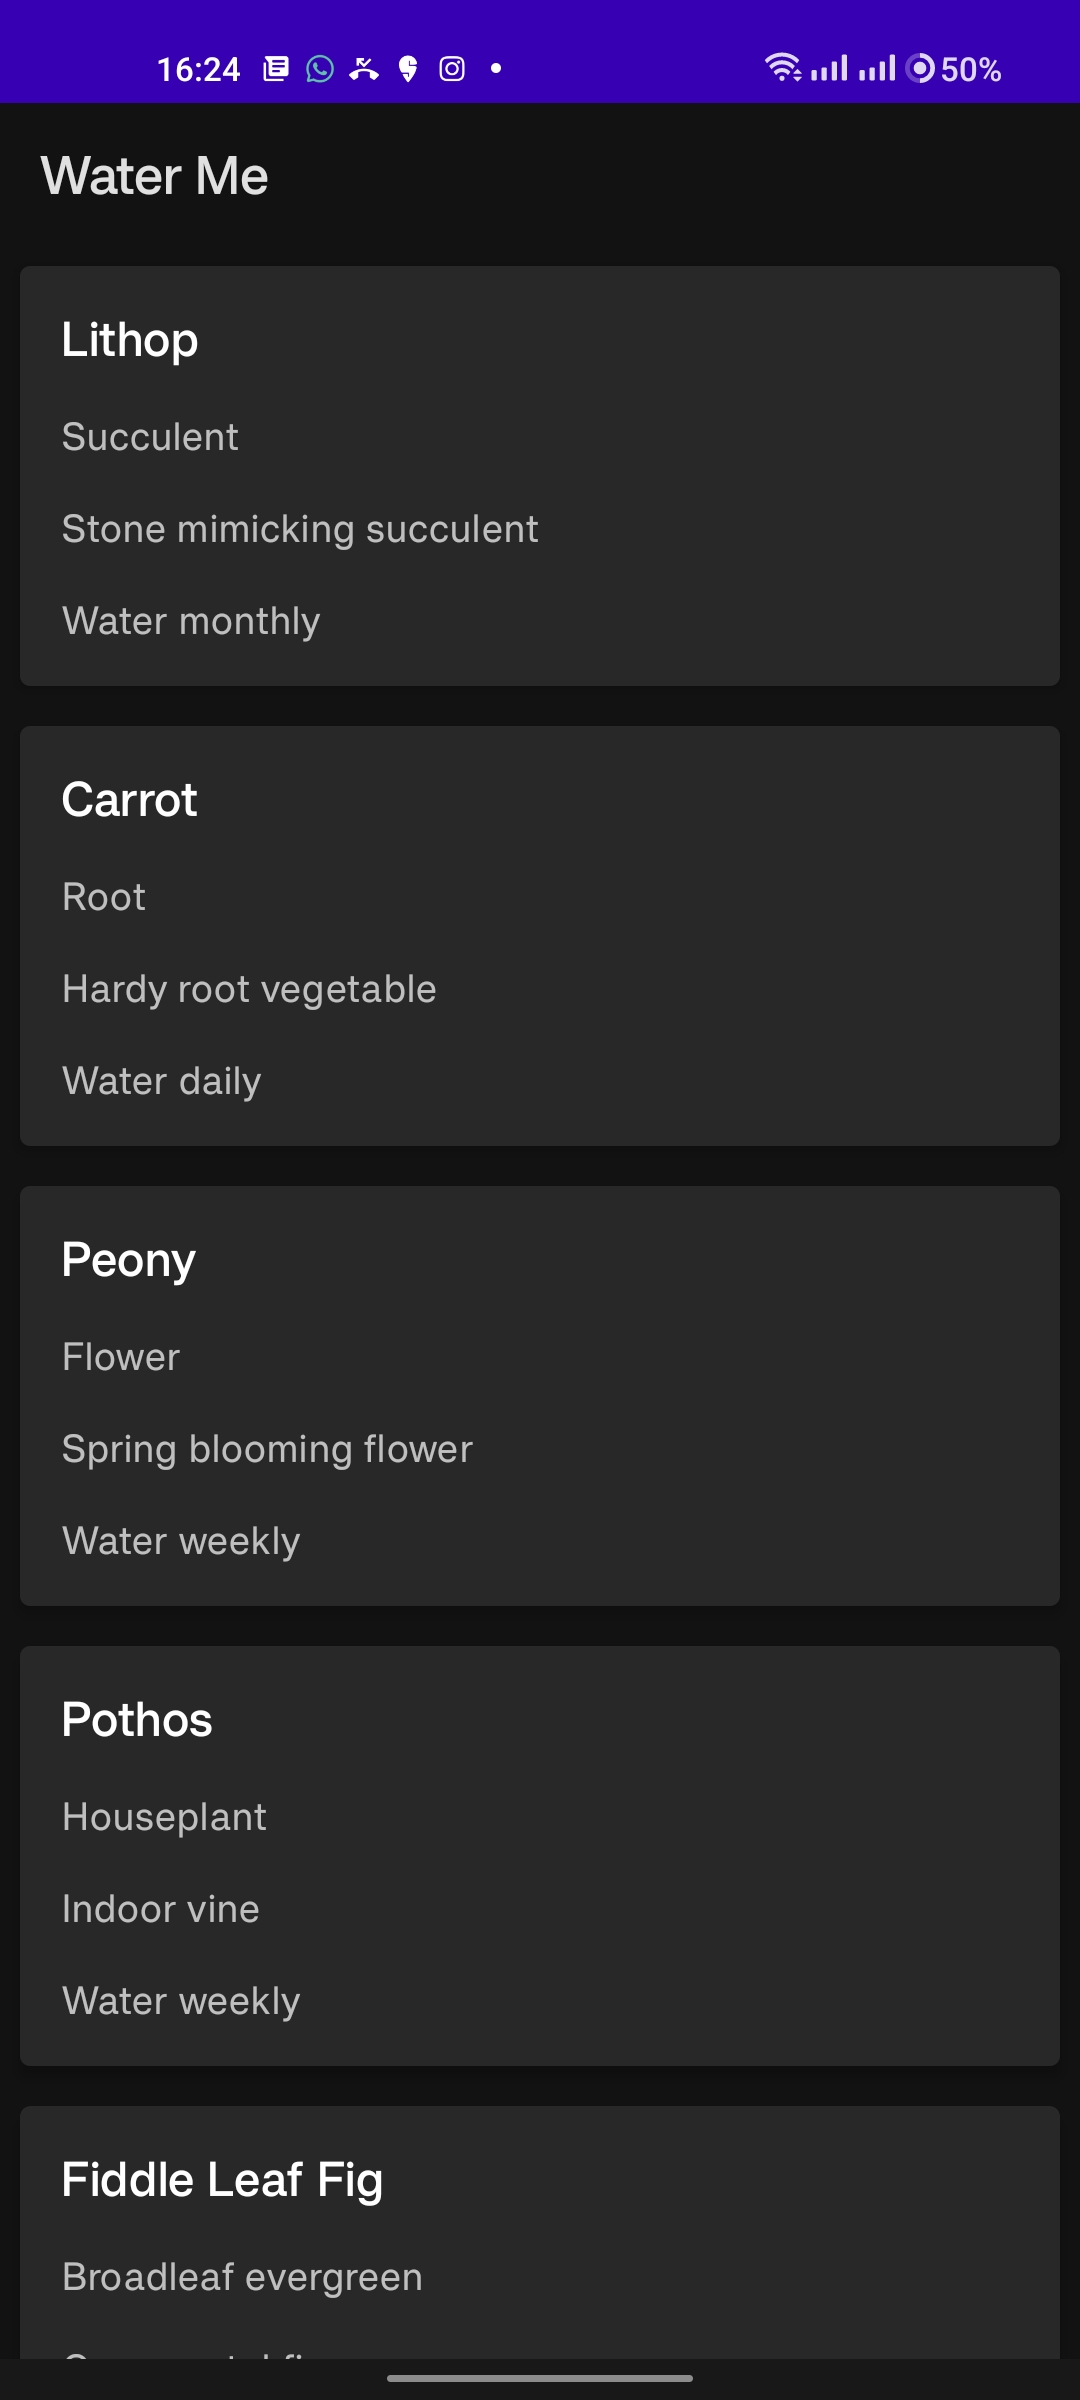 16:24
50%
Water Me
Lithop
Succulent
Stone mimicking succulent
Water monthly
Carrot
Root
Hardy root vegetable
Water daily
Peony
Flower
Spring blooming flower
Water weekly
Pothos
Houseplant
Indoor vine
Water weekly
Fiddle Leaf Fig
Broadleaf evergreen